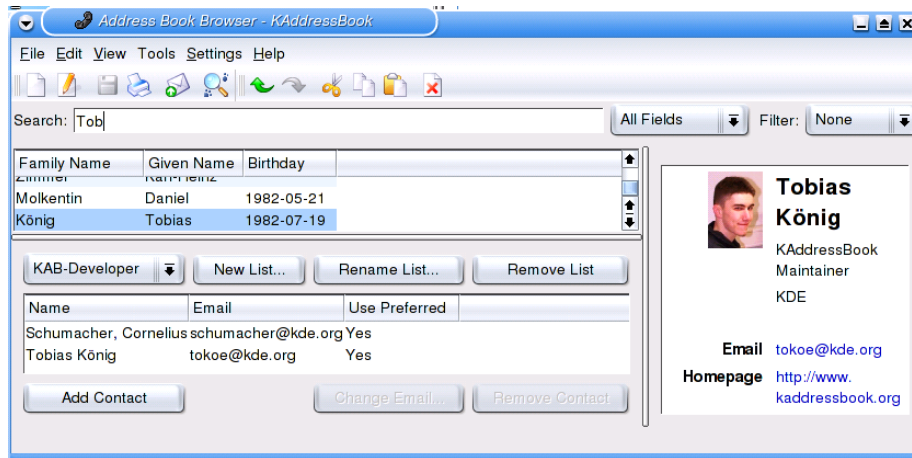 Address Book Browser - KAddressBook
File Edit View Tools Settings Help
Search: Tob All Fields Filter: None
Family Name Given Name Birthday
Zimmer Karl-Heinz
Molkentin Daniel 1982-05-21
König Tobias 1982-07-19
KAB-Developer New List... Rename List... Remove List
Name Email Use Preferred
Schumacher, Cornelius schumacher@kde.org Yes
Tobias König tokoe@kde.org Yes
Add Contact Change Email... Remove Contact
Tobias
König
KAddressBook
Maintainer
KDE
Email tokoe@kde.org
Homepage http://www.
kaddressbook.org